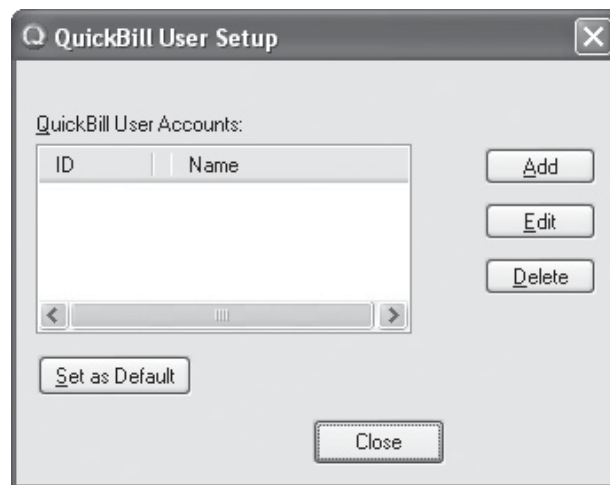 QuickBill User Setup
QuickBill User Accounts:
ID Name
Add
Edit
Delete
Set as Default
Close